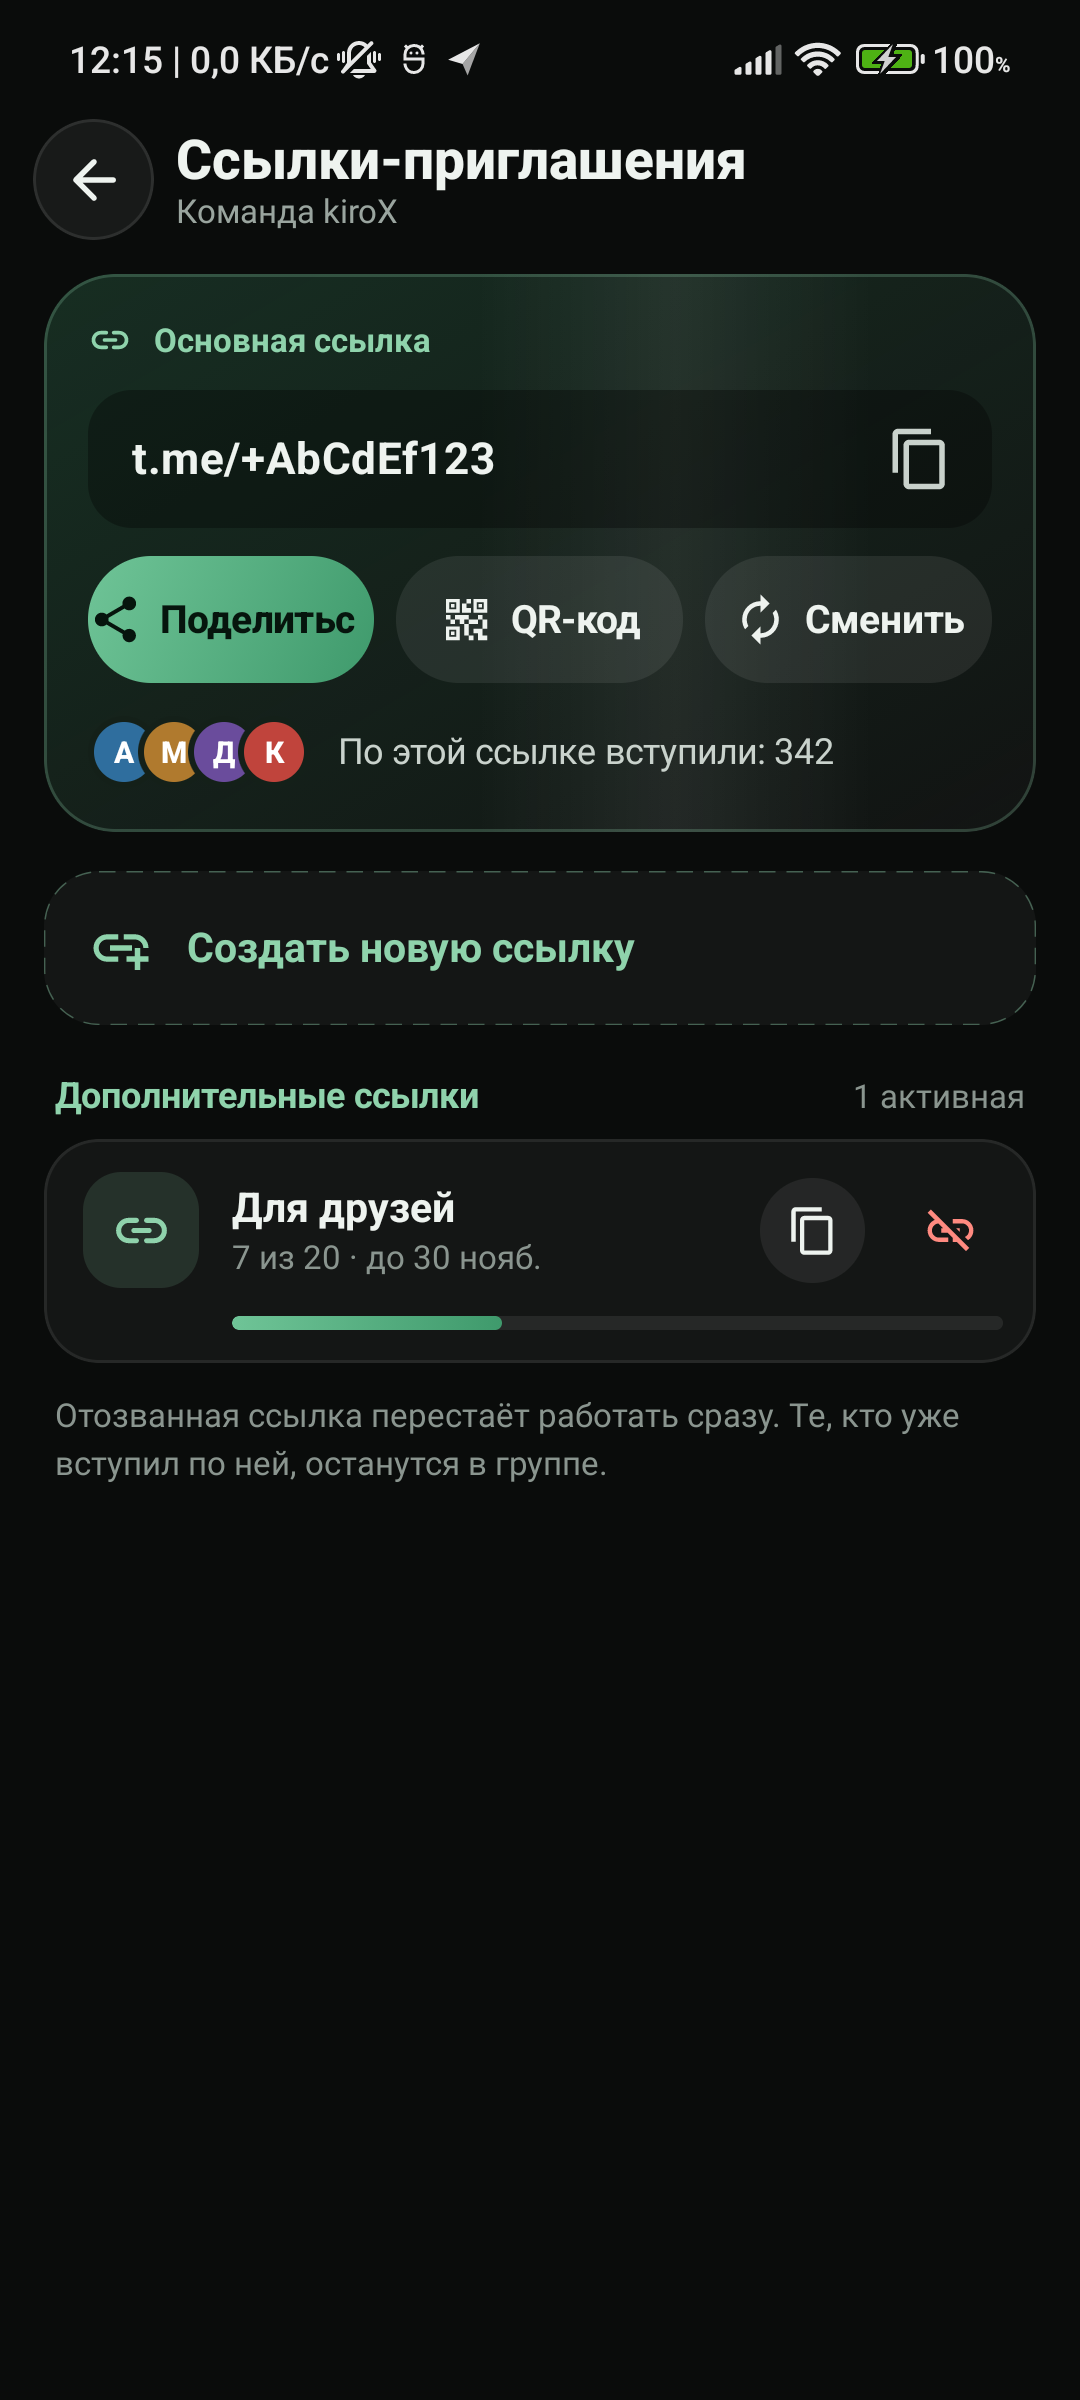 12:15 | 0,0 КБ/с 100%
Ссылки-приглашения
Команда kiroX
Основная ссылка
t.me/+AbCdEf123
Поделитьс QR-код Сменить
А М Д К По этой ссылке вступили: 342
Создать новую ссылку
Дополнительные ссылки 1 активная
Для друзей
7 из 20 · до 30 нояб.
Отозванная ссылка перестаёт работать сразу. Те, кто уже
вступил по ней, останутся в группе.